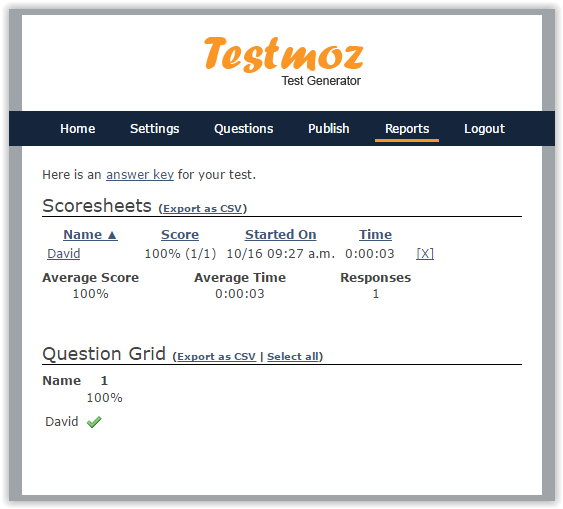 Testmoz
Test Generator
Home Settings Questions Publish Reports Logout
Here is an answer key for your test.
Scoresheets (Export as CSV)
Name ▲ Score Started On Time
David 100% (1/1) 10/16 09:27 a.m. 0:00:03 [X]
Average Score Average Time Responses
100% 0:00:03 1
Question Grid (Export as CSV | Select all)
Name 1
100%
David